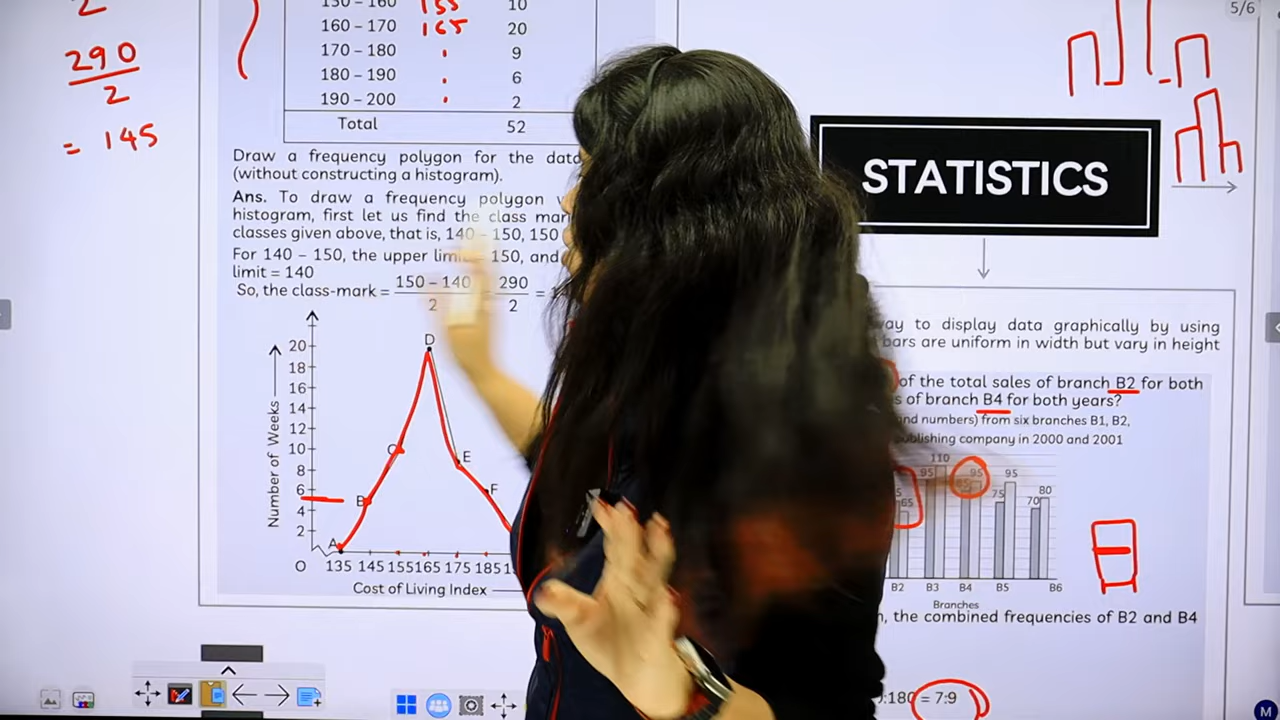 2
290
2
= 145
150 - 160 155 10
160 - 170 165 20
170 - 180 9
180 - 190 6
190 - 200 2
Total 52
Draw a frequency polygon for the data
(without constructing a histogram).
Ans. To draw a frequency polygon
histogram, first let us find the class
classes given above, that is, 140 - 150, 150
For 140 – 150, the upper limit = 150, and
limit = 140
So, the class-mark = 150 – 140 / 2 = 290 / 2 =
Number of Weeks
20
18
16
14
12
10
8
6
4
2
A B C D E F
O 135 145 155 165 175 185
Cost of Living Index
5/6
STATISTICS
way to display data graphically by using
bars are uniform in width but vary in height
of the total sales of branch B2 for both
of branch B4 for both years?
and numbers) from six branches B1, B2,
publishing company in 2000 and 2001
65 95 110 95 75 95 70 80
B2 B3 B4 B5 B6
Branches
the combined frequencies of B2 and B4
:180 = 7:9
M